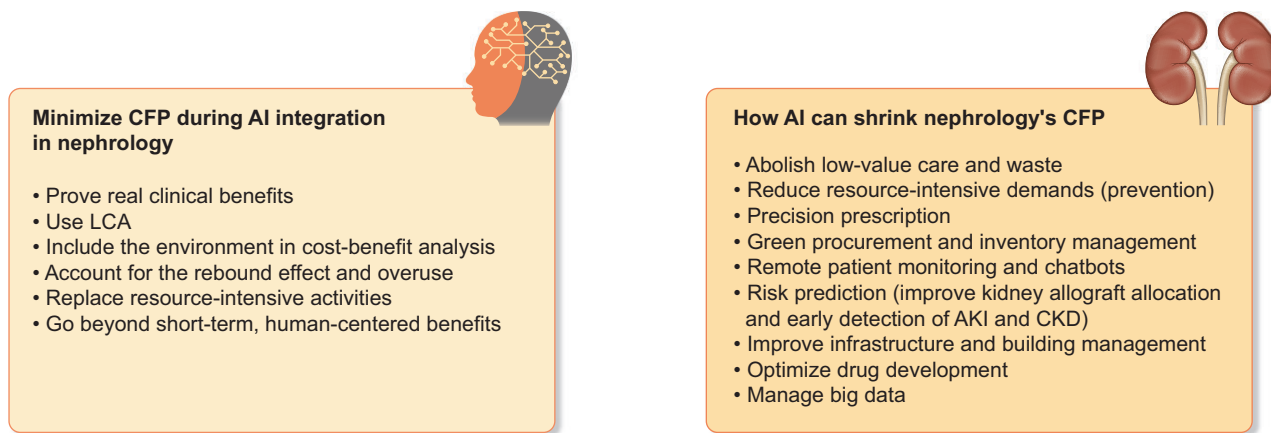 Minimize CFP during AI integration
in nephrology
• Prove real clinical benefits
• Use LCA
• Include the environment in cost-benefit analysis
• Account for the rebound effect and overuse
• Replace resource-intensive activities
• Go beyond short-term, human-centered benefits
How AI can shrink nephrology's CFP
• Abolish low-value care and waste
• Reduce resource-intensive demands (prevention)
• Precision prescription
• Green procurement and inventory management
• Remote patient monitoring and chatbots
• Risk prediction (improve kidney allograft allocation
and early detection of AKI and CKD)
• Improve infrastructure and building management
• Optimize drug development
• Manage big data